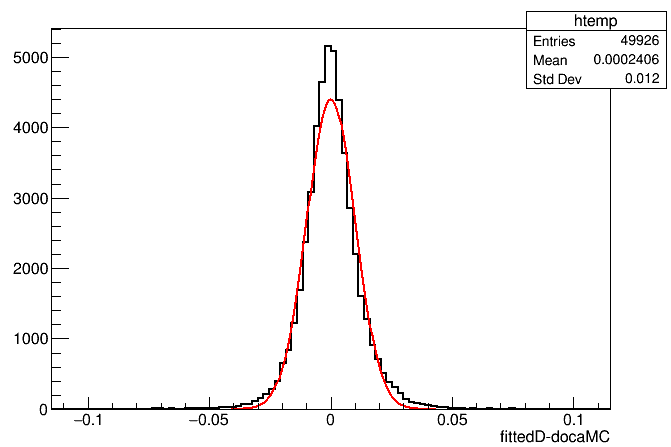 htemp
Entries 49926
Mean 0.0002406
Std Dev 0.012
5000
4000
3000
2000
1000
0
−0.1 −0.05 0 0.05 0.1
fittedD-docaMC